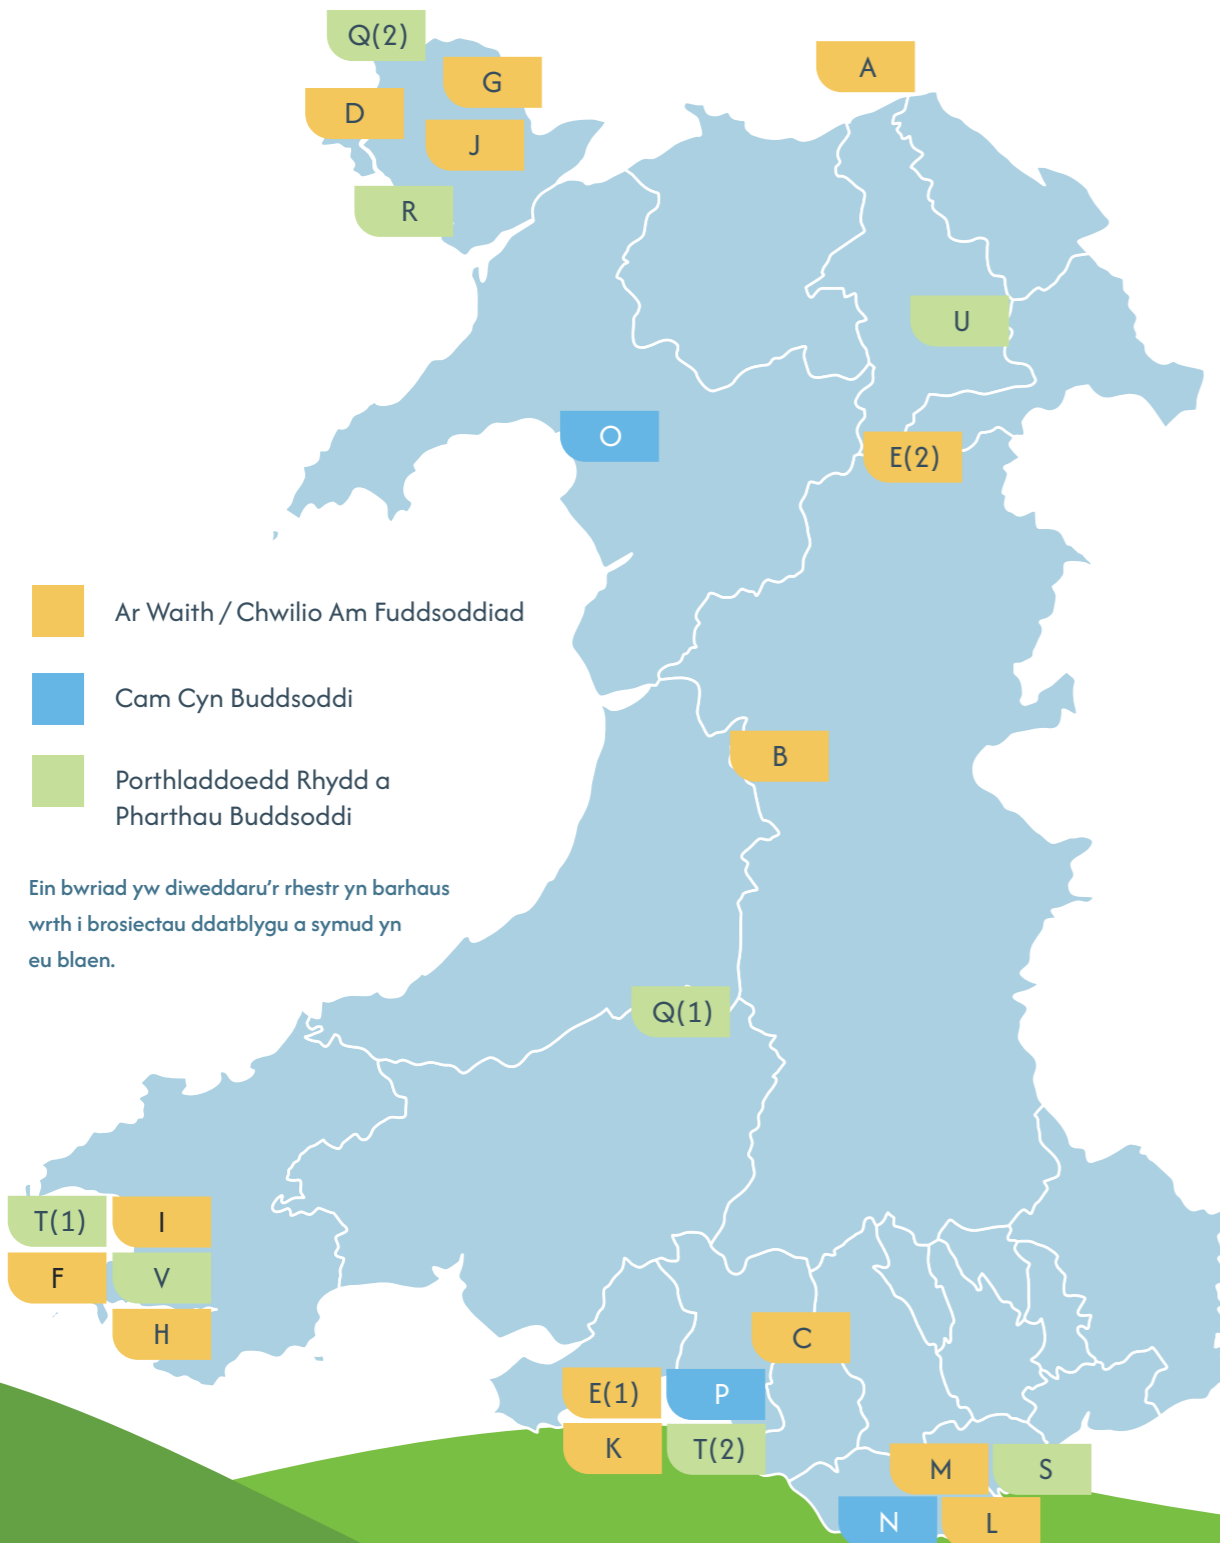 Q(2)
A
G
D
J
R
U
O
E(2)
Ar Waith / Chwilio Am Fuddsoddiad
Cam Cyn Buddsoddi
B
Porthladdoedd Rhydd a
Pharthau Buddsoddi
Ein bwriad yw diweddaru’r rhestr yn barhaus
wrth i brosiectau ddatblygu a symud yn
eu blaen.
Q(1)
T(1) I
F V
H
C
E(1) P
K T(2)
M S
N L